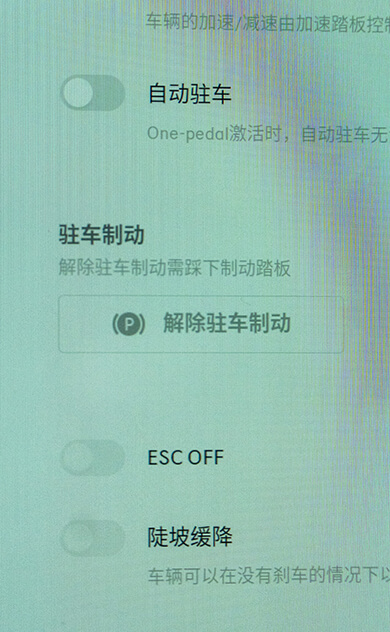 车辆的加速/减速由加速踏板控制
自动驻车
One-pedal激活时，自动驻车无
驻车制动
解除驻车制动需踩下制动踏板
(P) 解除驻车制动
ESC OFF
陡坡缓降
车辆可以在没有刹车的情况下以